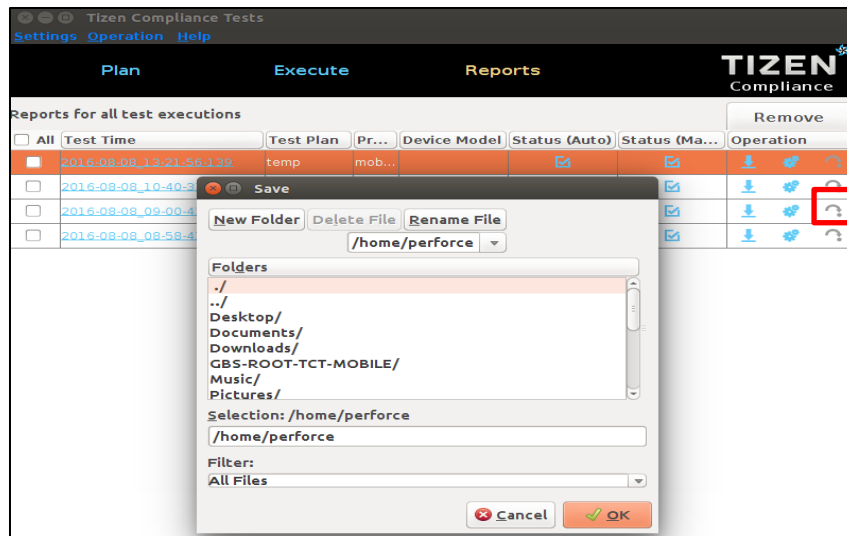 Tizen Compliance Tests
Settings Operation Help
Plan Execute Reports TIZEN
Compliance
Reports for all test executions Remove
All Test Time Test Plan Pr... Device Model Status (Auto) Status (Ma... Operation
2016-08-08_13-21-56-139 temp mob...
2016-08-08_10-40-3
2016-08-08_09-00-4
2016-08-08_08-58-4
Save
New Folder Delete File Rename File
/home/perforce
Folders
./
../
Desktop/
Documents/
Downloads/
GBS-ROOT-TCT-MOBILE/
Music/
Pictures/
Selection: /home/perforce
/home/perforce
Filter:
All Files
Cancel OK